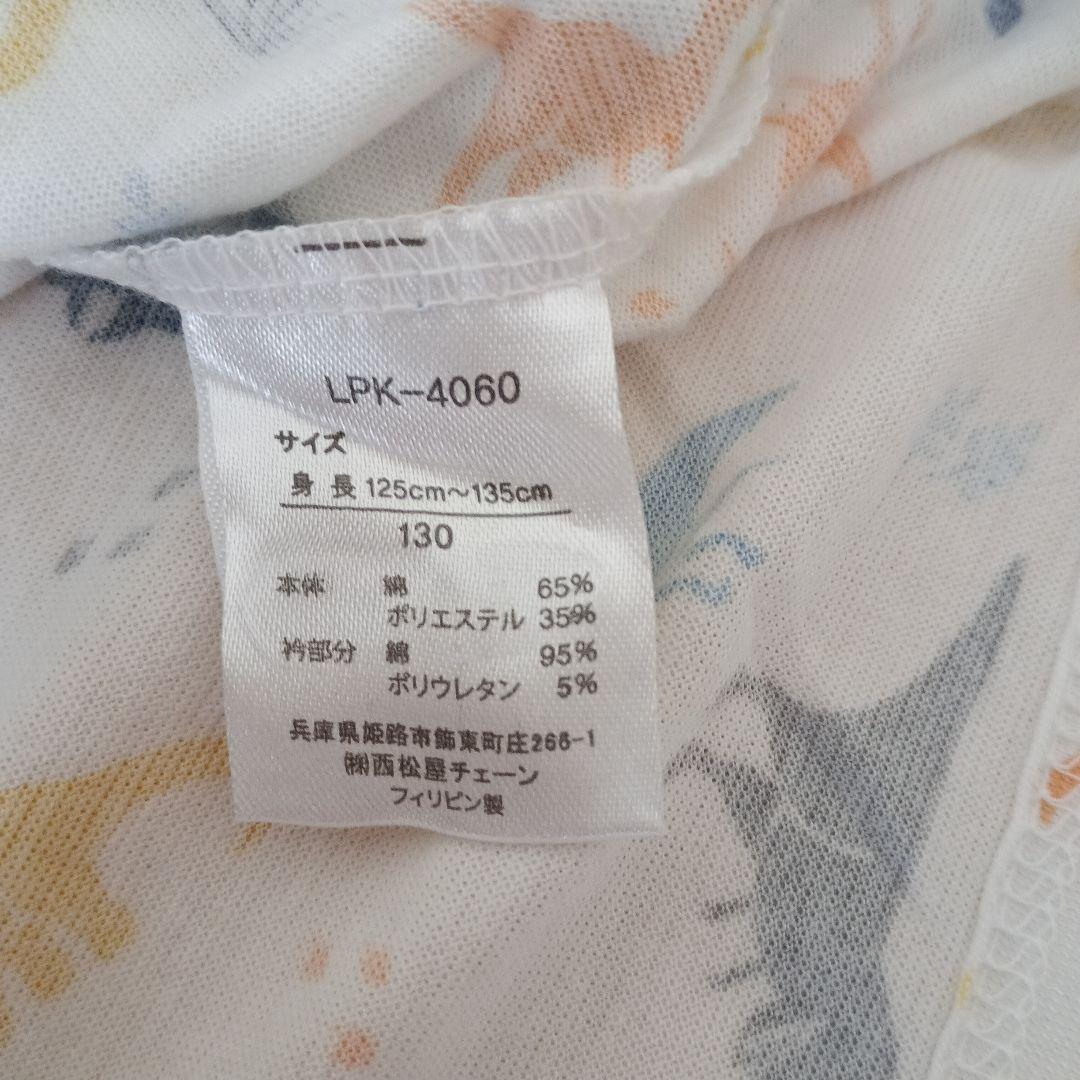 LPK-4060
サイズ
身長 125cm〜135cm
130
本体 綿 65%
ポリエステル 35%
衿部分 綿 95%
ポリウレタン 5%
兵庫県姫路市飾東町庄266-1
㈱西松屋チェーン
フィリピン製